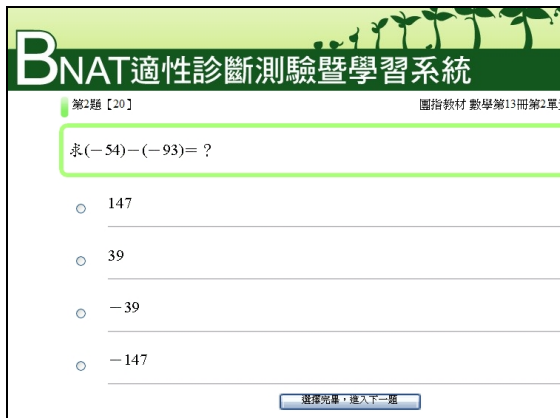 BNAT適性診斷測驗暨學習系統
第2題【20】 團指教材 數學第13冊第2單
求(－54)－(－93)=？
147
39
－39
－147
選擇完畢，進入下一題